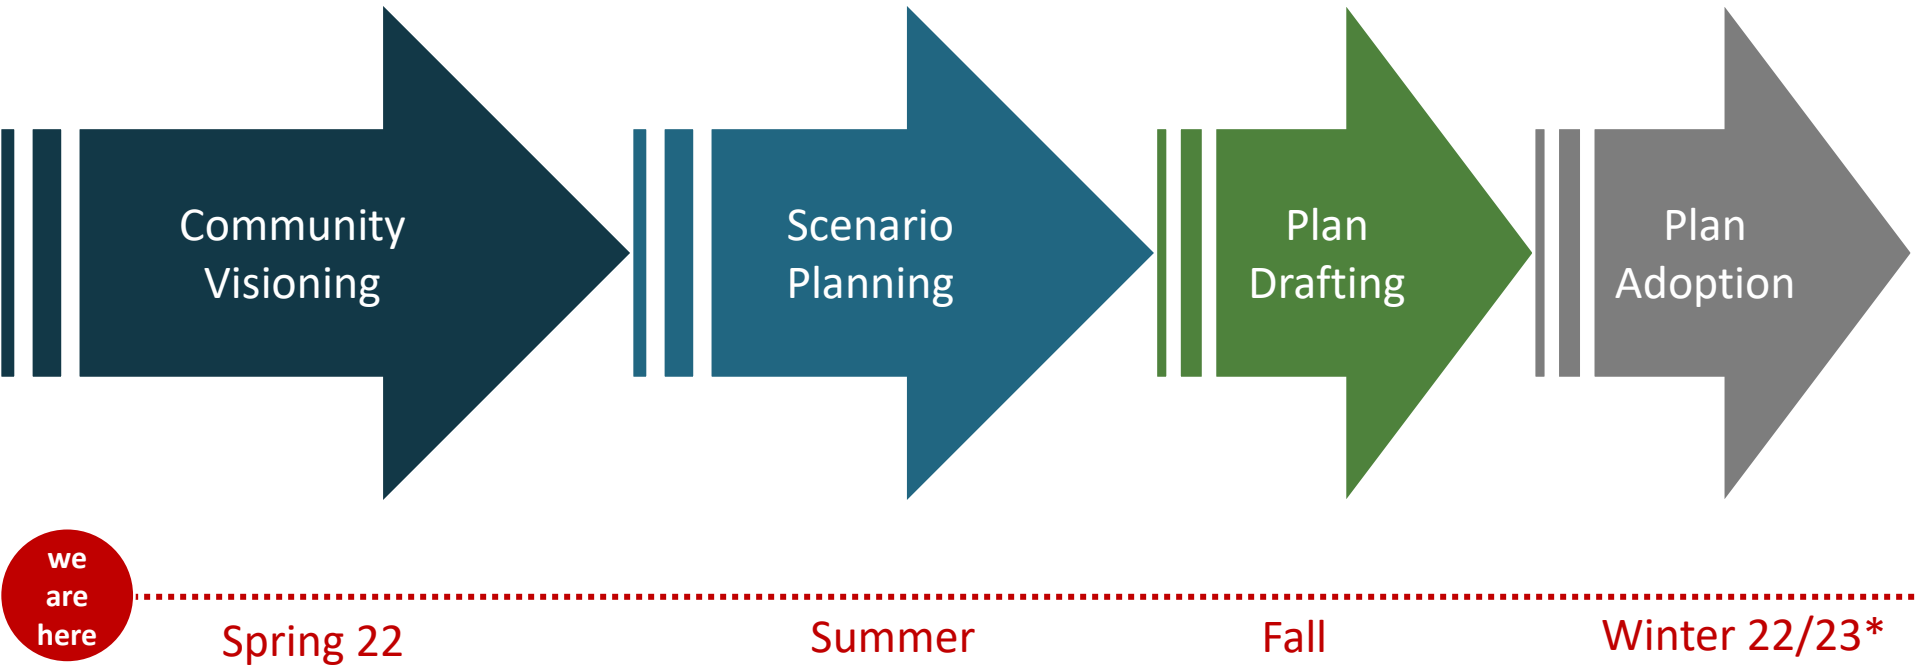 Community
Visioning
Scenario
Planning
Plan
Drafting
Plan
Adoption
we
are
here
Spring 22
Summer
Fall
Winter 22/23*